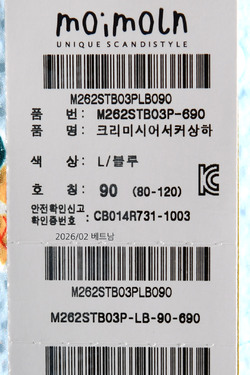 moimoln
UNIQUE SCANDISTYLE
M262STB03PLB090
품 번: M262STB03P-690
품 명: 크리미시어서커상하
색 상: L/블루
호 칭: 90 (80-120)
안전확인신고
확인증번호 : CB014R731-1003
2026/02 베트남
M262STB03PLB090
M262STB03P-LB-90-690